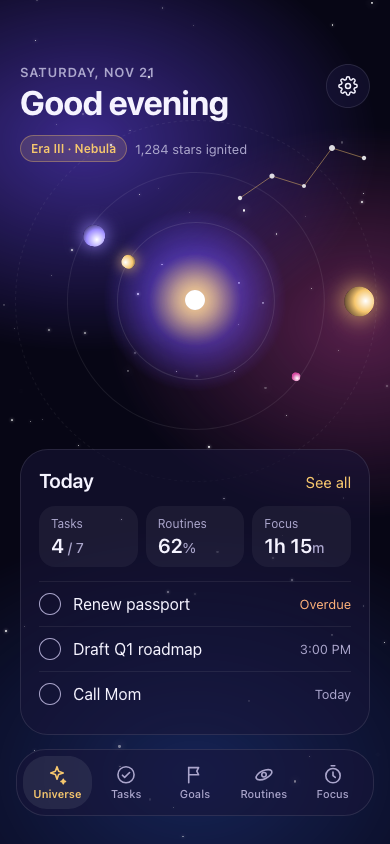 SATURDAY, NOV 21
Good evening
Era III · Nebula
1,284 stars ignited
Today
See all
Tasks
4 / 7
Routines
62%
Focus
1h 15m
Renew passport
Overdue
Draft Q1 roadmap
3:00 PM
Call Mom
Today
Universe
Tasks
Goals
Routines
Focus